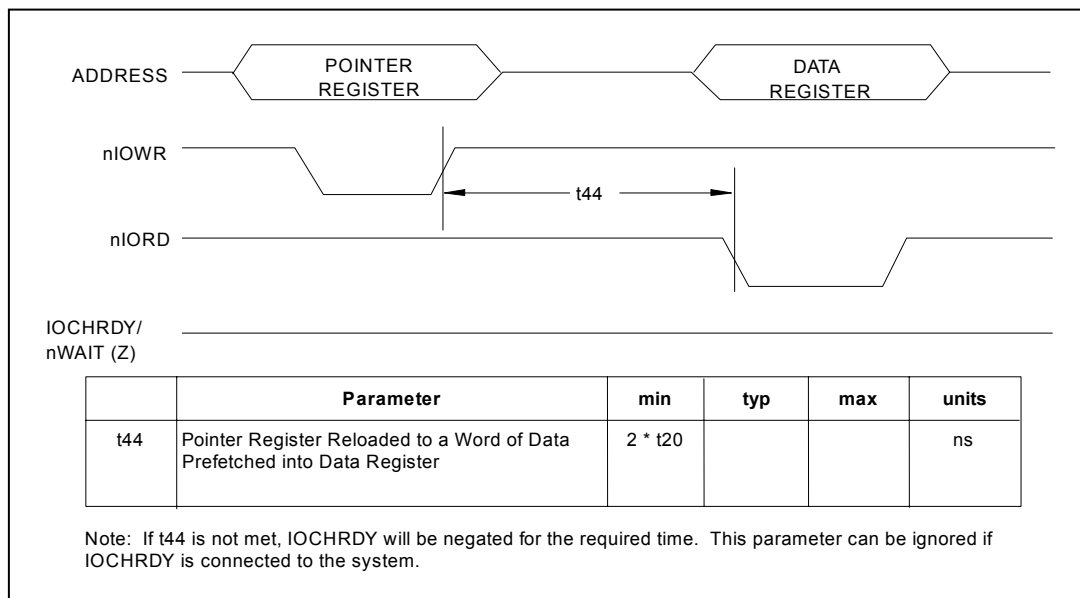 ADDRESS
POINTER
REGISTER
DATA
REGISTER
nIOWR
t44
nIORD
IOCHRDY/
nWAIT (Z)
Parameter min typ max units
t44 Pointer Register Reloaded to a Word of Data 2 * t20 ns
Prefetched into Data Register
Note: If t44 is not met, IOCHRDY will be negated for the required time. This parameter can be ignored if
IOCHRDY is connected to the system.